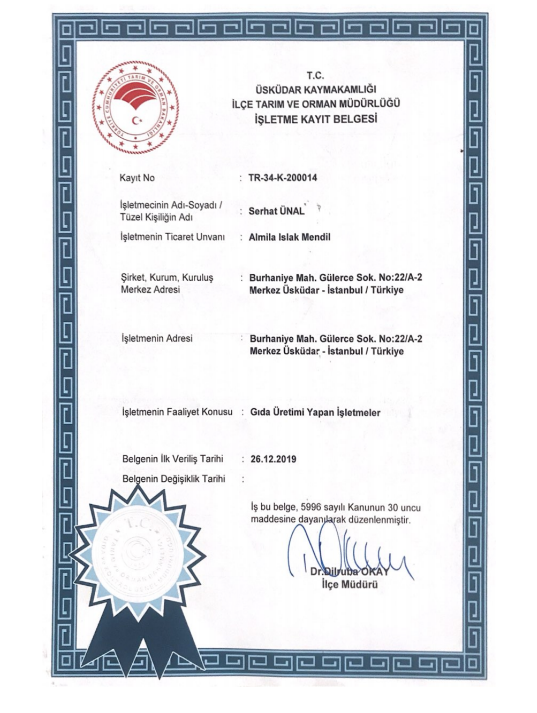 T.C.
ÜSKÜDAR KAYMAKAMLIĞI
İLÇE TARIM VE ORMAN MÜDÜRLÜĞÜ
İŞLETME KAYIT BELGESİ
Kayıt No : TR-34-K-200014
İşletmecinin Adı-Soyadı /
Tüzel Kişiliğin Adı : Serhat ÜNAL
İşletmenin Ticaret Unvanı : Almila Islak Mendil
Şirket, Kurum, Kuruluş : Burhaniye Mah. Gülerce Sok. No:22/A-2
Merkez Adresi Merkez Üsküdar - İstanbul / Türkiye
İşletmenin Adresi : Burhaniye Mah. Gülerce Sok. No:22/A-2
Merkez Üsküdar - İstanbul / Türkiye
İşletmenin Faaliyet Konusu : Gıda Üretimi Yapan İşletmeler
Belgenin İlk Veriliş Tarihi : 26.12.2019
Belgenin Değişiklik Tarihi :
İş bu belge, 5996 sayılı Kanunun 30 uncu
maddesine dayanılarak düzenlenmiştir.
Dr.Dilruba OKAY
İlçe Müdürü
T.C.